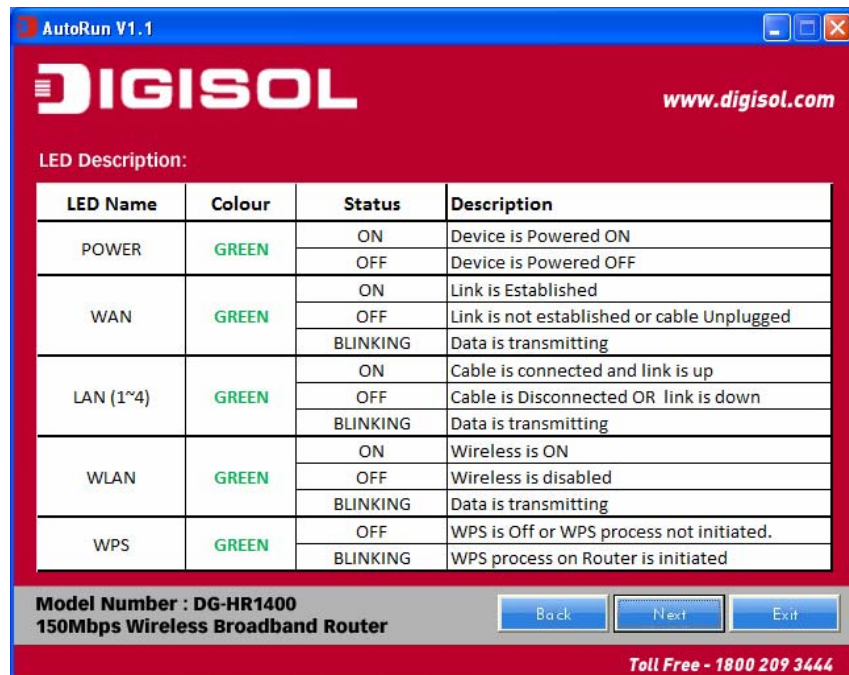 AutoRun V1.1
DIGISOL
www.digisol.com
LED Description:
LED Name Colour Status Description
POWER GREEN ON Device is Powered ON
OFF Device is Powered OFF
WAN GREEN ON Link is Established
OFF Link is not established or cable Unplugged
BLINKING Data is transmitting
LAN (1~4) GREEN ON Cable is connected and link is up
OFF Cable is Disconnected OR link is down
BLINKING Data is transmitting
WLAN GREEN ON Wireless is ON
OFF Wireless is disabled
BLINKING Data is transmitting
WPS GREEN OFF WPS is Off or WPS process not initiated.
BLINKING WPS process on Router is initiated
Model Number : DG-HR1400
150Mbps Wireless Broadband Router
Back Next Exit
Toll Free - 1800 209 3444